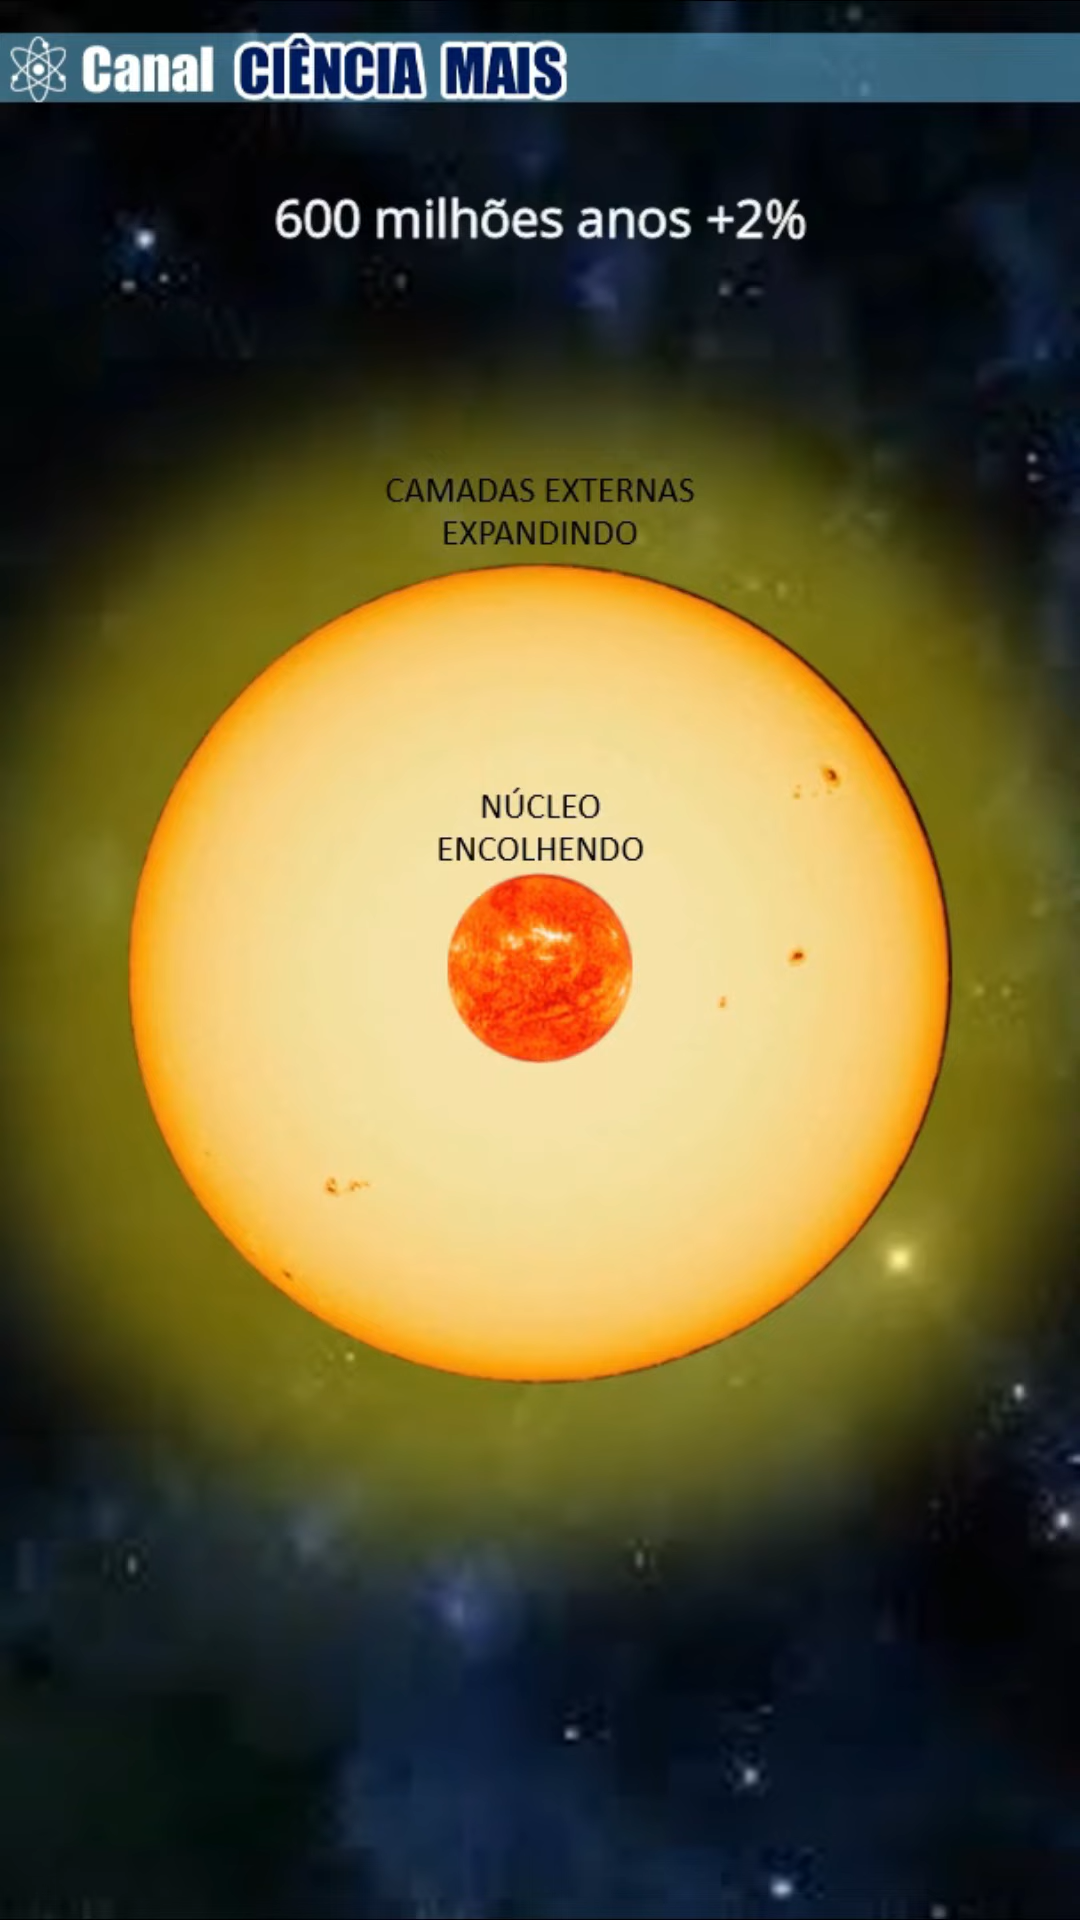 Canal CIÊNCIA MAIS
600 milhões anos +2%
CAMADAS EXTERNAS
EXPANDINDO
NÚCLEO
ENCOLHENDO